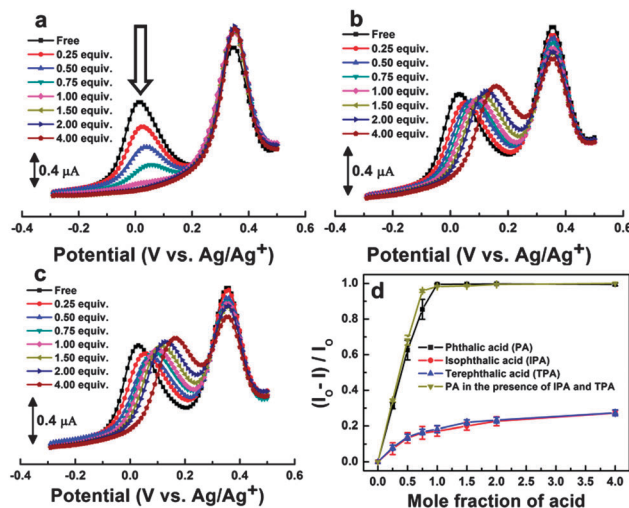 a
Free
0.25 equiv.
0.50 equiv.
0.75 equiv.
1.00 equiv.
1.50 equiv.
2.00 equiv.
4.00 equiv.
0.4 μA
-0.4 -0.2 0.0 0.2 0.4 0.6
Potential (V vs. Ag/Ag+)
b
Free
0.25 equiv.
0.50 equiv.
0.75 equiv.
1.00 equiv.
1.50 equiv.
2.00 equiv.
4.00 equiv.
0.4 μA
-0.4 -0.2 0.0 0.2 0.4 0.6
Potential (V vs. Ag/Ag+)
c
Free
0.25 equiv.
0.50 equiv.
0.75 equiv.
1.00 equiv.
1.50 equiv.
2.00 equiv.
4.00 equiv.
0.4 μA
-0.4 -0.2 0.0 0.2 0.4 0.6
Potential (V vs. Ag/Ag+)
d
(Io - I) / Io
1.0
0.8
0.6
0.4
0.2
0.0
Phthalic acid (PA)
Isophthalic acid (IPA)
Terephthalic acid (TPA)
PA in the presence of IPA and TPA
0.0 0.5 1.0 1.5 2.0 2.5 3.0 3.5 4.0
Mole fraction of acid